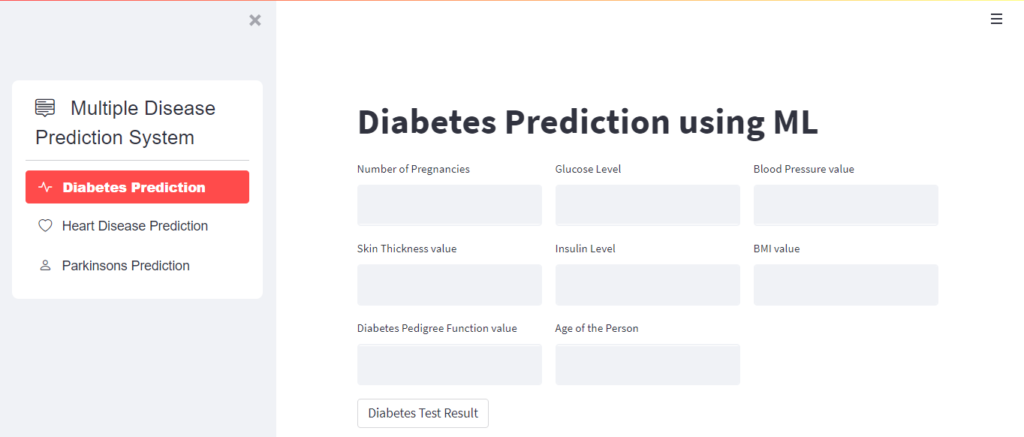 Multiple Disease
Prediction System
Diabetes Prediction
Heart Disease Prediction
Parkinsons Prediction
Diabetes Prediction using ML
Number of Pregnancies
Glucose Level
Blood Pressure value
Skin Thickness value
Insulin Level
BMI value
Diabetes Pedigree Function value
Age of the Person
Diabetes Test Result